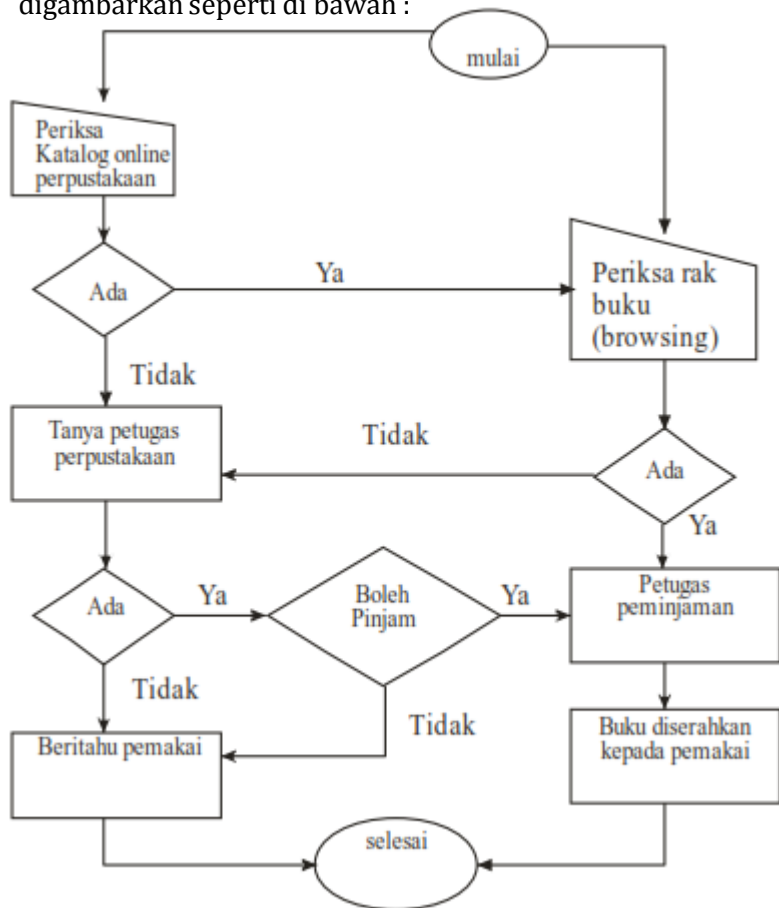 digambarkan seperti di bawah :
mulai
Periksa
Katalog online
perpustakaan
Ada
Ya
Periksa rak
buku
(browsing)
Tidak
Tanya petugas
perpustakaan
Tidak
Ada
Ya
Ada
Ya
Boleh
Pinjam
Ya
Petugas
peminjaman
Tidak
Tidak
Beritahu pemakai
Buku diserahkan
kepada pemakai
selesai